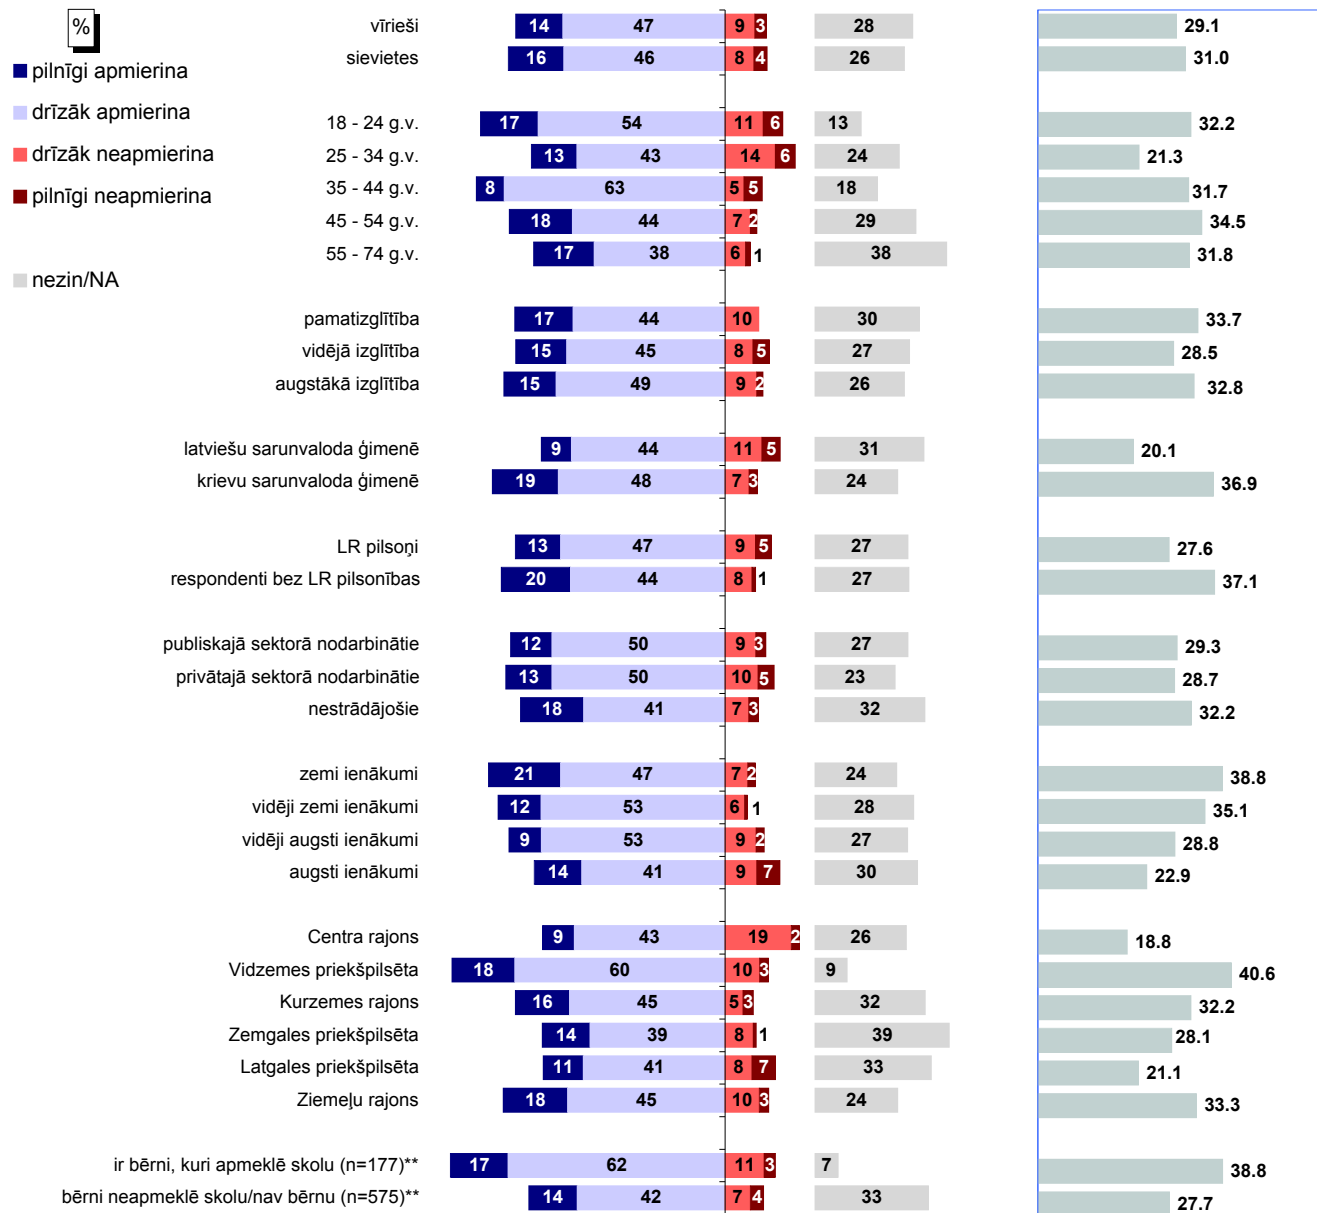 %
pilnīgi apmierina
drīzāk apmierina
drīzāk neapmierina
pilnīgi neapmierina
nezin/NA
vīrieši 14 47 9 3 28 29.1
sievietes 16 46 8 4 26 31.0
18 - 24 g.v. 17 54 11 6 13 32.2
25 - 34 g.v. 13 43 14 6 24 21.3
35 - 44 g.v. 8 63 5 5 18 31.7
45 - 54 g.v. 18 44 7 2 29 34.5
55 - 74 g.v. 17 38 6 1 38 31.8
pamatizglītība 17 44 10 30 33.7
vidējā izglītība 15 45 8 5 27 28.5
augstākā izglītība 15 49 9 2 26 32.8
latviešu sarunvaloda ģimenē 9 44 11 5 31 20.1
krievu sarunvaloda ģimenē 19 48 7 3 24 36.9
LR pilsoņi 13 47 9 5 27 27.6
respondenti bez LR pilsonības 20 44 8 1 27 37.1
publiskajā sektorā nodarbinātie 12 50 9 3 27 29.3
privātajā sektorā nodarbinātie 13 50 10 5 23 28.7
nestrādājošie 18 41 7 3 32 32.2
zemi ienākumi 21 47 7 2 24 38.8
vidēji zemi ienākumi 12 53 6 1 28 35.1
vidēji augsti ienākumi 9 53 9 2 27 28.8
augsti ienākumi 14 41 9 7 30 22.9
Centra rajons 9 43 19 2 26 18.8
Vidzemes priekšpilsēta 18 60 10 3 9 40.6
Kurzemes rajons 16 45 5 3 32 32.2
Zemgales priekšpilsēta 14 39 8 1 39 28.1
Latgales priekšpilsēta 11 41 8 7 33 21.1
Ziemeļu rajons 18 45 10 3 24 33.3
ir bērni, kuri apmeklē skolu (n=177)** 17 62 11 3 7 38.8
bērni neapmeklē skolu/nav bērnu (n=575)** 14 42 7 4 33 27.7